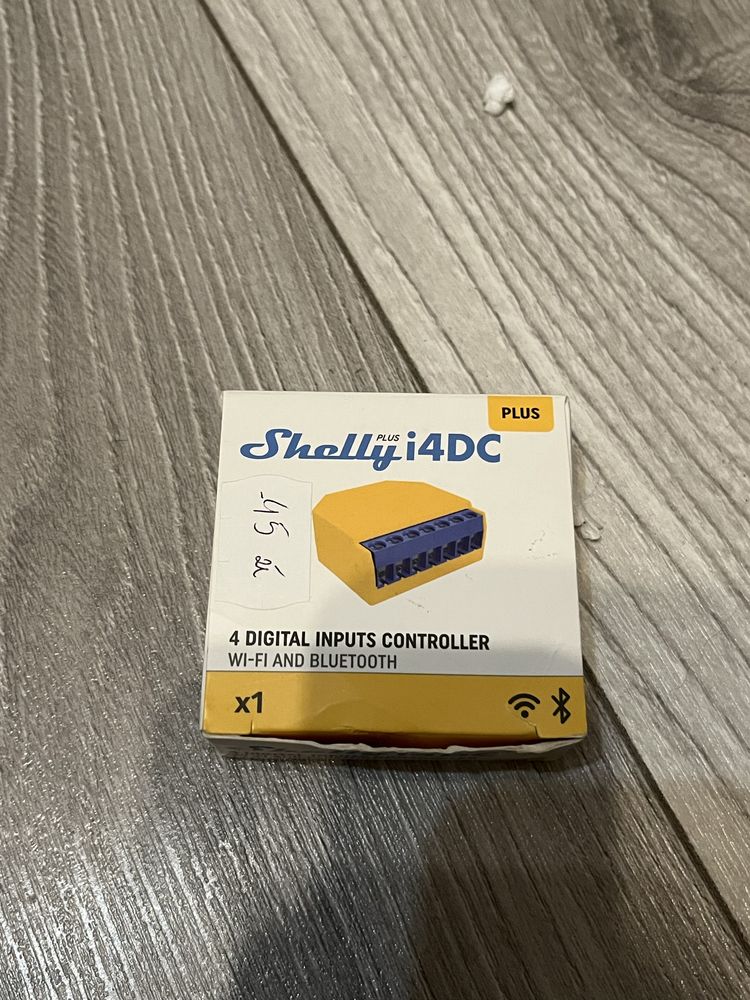 PLUS
Shelly PLUS i4DC
45 zł
4 DIGITAL INPUTS CONTROLLER
WI-FI AND BLUETOOTH
x1